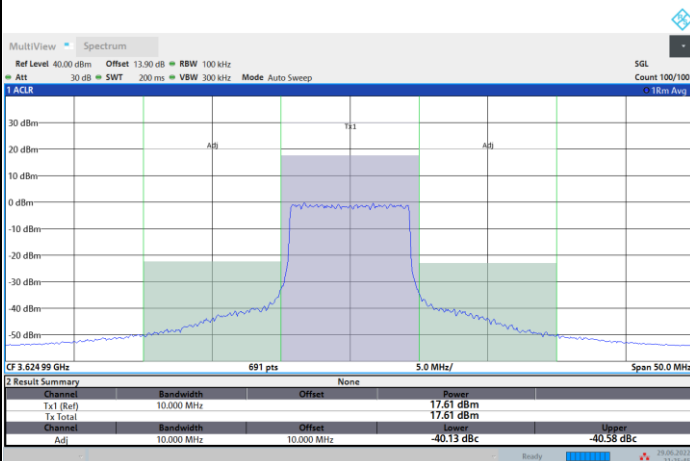 MultiView Spectrum
Ref Level 40.00 dBm Offset 13.90 dB RBW 100 kHz SGL
Att 30 dB SWT 200 ms VBW 300 kHz Mode Auto Sweep Count 100/100
1 ACLR 1Rm Avg
Tx1
30 dBm
Adj Adj
20 dBm
10 dBm
0 dBm
-10 dBm
-20 dBm
-30 dBm
-40 dBm
-50 dBm
CF 3.624 99 GHz 691 pts 5.0 MHz/ Span 50.0 MHz
2 Result Summary None
Channel Bandwidth Offset Power
Tx1 (Ref) 10.000 MHz 17.61 dBm
Tx Total 17.61 dBm
Channel Bandwidth Offset Lower Upper
Adj 10.000 MHz 10.000 MHz -40.13 dBc -40.58 dBc
Ready 29.06.2022